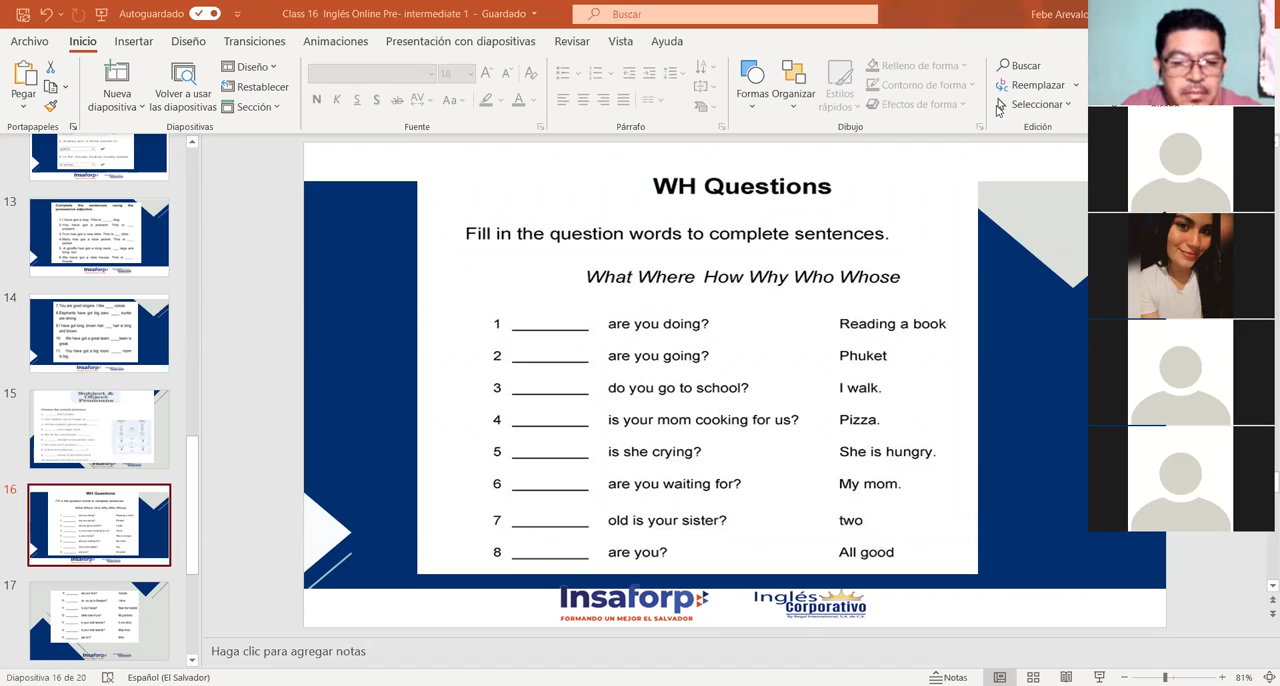 Autoguardado
Class 16 Inglés Online Pre- intermediate 1 - Guardado
Buscar
Febe Arevalo
Archivo Inicio Insertar Diseño Transiciones Animaciones Presentación con diapositivas Revisar Vista Ayuda
Pegar
Nueva diapositiva
Volver a usar las diapositivas
Diseño
Restablecer
Sección
18
N K S S ab AV Aa A
Formas Organizar Estilos rápidos
Relleno de forma
Contorno de forma
Efectos de forma
Buscar
Reemplazar
Seleccionar
Portapapeles Diapositivas Fuente Párrafo Dibujo Edición
13
14
15
16
17
WH Questions
Fill the question words to complete sentences.
What Where How Why Who Whose
1 ________ are you doing? Reading a book
2 ________ are you going? Phuket
3 ________ do you go to school? I walk.
4 ________ is your mom cooking for us? Pizza.
5 ________ is she crying? She is hungry.
6 ________ are you waiting for? My mom.
7 ________ old is your sister? two
8 ________ are you? All good
Insaforp
FORMANDO UN MEJOR EL SALVADOR
Inglés
Corporativo
By Regal International, S.A. de C.V.
Haga clic para agregar notas
Diapositiva 16 de 20 Español (El Salvador) Notas 81%